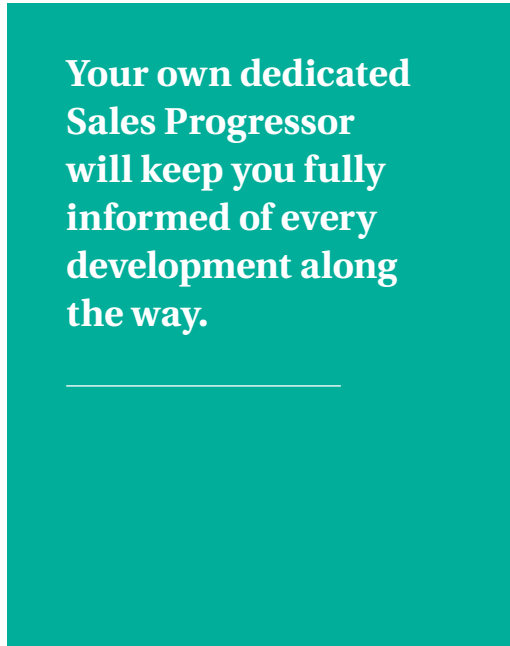 Your own dedicated
Sales Progressor
will keep you fully
informed of every
development along
the way.